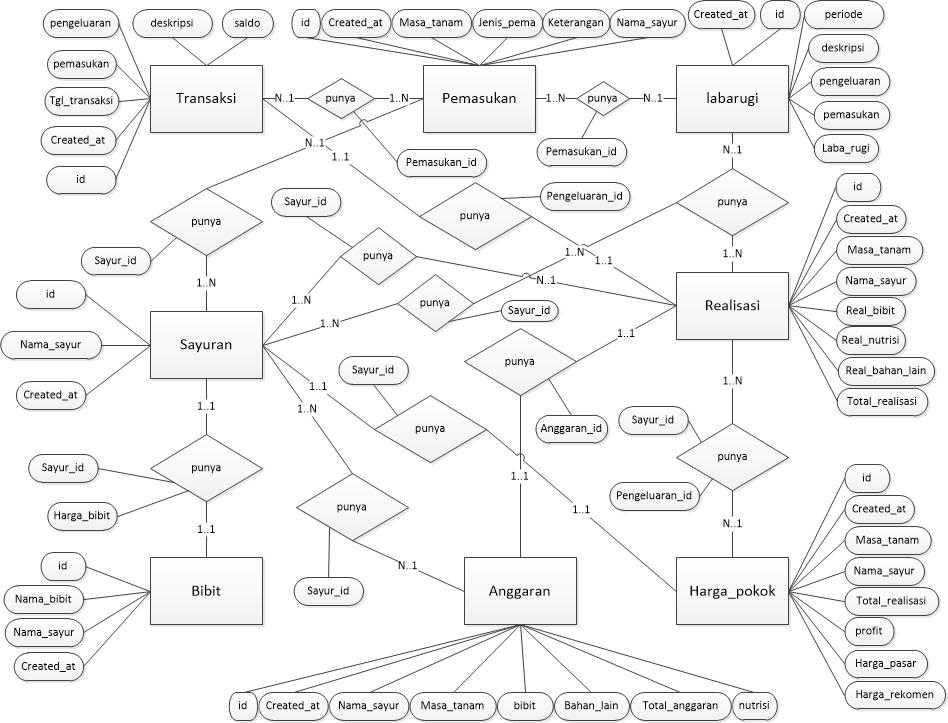 pengeluaran
deskripsi
saldo
id
Created_at
Masa_tanam
Jenis_pema
Keterangan
Nama_sayur
Created_at
id
periode
pemasukan
deskripsi
Tgl_transaksi
Transaksi
N..1
punya
1..N
Pemasukan
1..N
punya
N..1
labarugi
pengeluaran
pemasukan
Created_at
N..1
1..1
Pemasukan_id
Pemasukan_id
N..1
Laba_rugi
id
punya
Sayur_id
Sayur_id
punya
Pengeluaran_id
punya
id
Created_at
Masa_tanam
1..N
1..1
1..N
punya
N..1
Nama_sayur
id
1..N
1..N
punya
Sayur_id
Realisasi
Real_bibit
Nama_sayur
Sayuran
1..N
1..1
Real_nutrisi
Created_at
Sayur_id
punya
Real_bahan_lain
1..1
1..1
1..N
1..N
Total_realisasi
punya
Anggaran_id
Sayur_id
punya
Sayur_id
Harga_bibit
punya
1..1
Pengeluaran_id
id
Created_at
punya
1..1
1..1
N..1
Masa_tanam
id
Nama_bibit
Nama_sayur
Created_at
Bibit
Sayur_id
N..1
Anggaran
Harga_pokok
Nama_sayur
Total_realisasi
profit
Harga_pasar
Harga_rekomen
id
Created_at
Nama_sayur
Masa_tanam
bibit
Bahan_lain
Total_anggaran
nutrisi